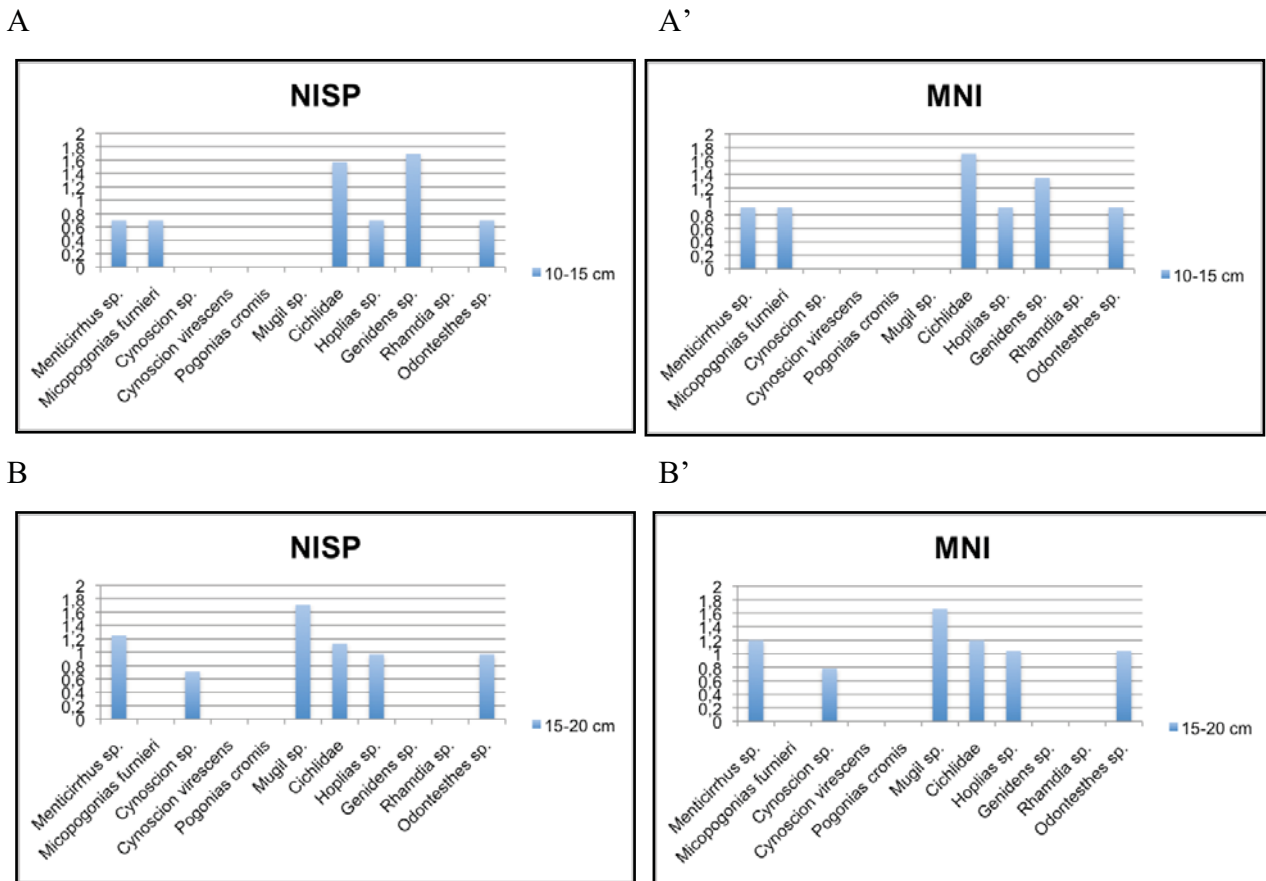 A
A’
NISP
2
1,8
1,6
1,4
1,2
1
0,8
0,6
0,4
0,2
0
Menticirrhus sp.
Micopogonias furnieri
Cynoscion sp.
Cynoscion virescens
Pogonias cromis
Mugil sp.
Cichlidae
Hoplias sp.
Genidens sp.
Rhamdia sp.
Odontesthes sp.
10-15 cm
MNI
2
1,8
1,6
1,4
1,2
1
0,8
0,6
0,4
0,2
0
Menticirrhus sp.
Micopogonias furnieri
Cynoscion sp.
Cynoscion virescens
Pogonias cromis
Mugil sp.
Cichlidae
Hoplias sp.
Genidens sp.
Rhamdia sp.
Odontesthes sp.
10-15 cm
B
B’
NISP
2
1,8
1,6
1,4
1,2
1
0,8
0,6
0,4
0,2
0
Menticirrhus sp.
Micopogonias furnieri
Cynoscion sp.
Cynoscion virescens
Pogonias cromis
Mugil sp.
Cichlidae
Hoplias sp.
Genidens sp.
Rhamdia sp.
Odontesthes sp.
15-20 cm
MNI
2
1,8
1,6
1,4
1,2
1
0,8
0,6
0,4
0,2
0
Menticirrhus sp.
Micopogonias furnieri
Cynoscion sp.
Cynoscion virescens
Pogonias cromis
Mugil sp.
Cichlidae
Hoplias sp.
Genidens sp.
Rhamdia sp.
Odontesthes sp.
15-20 cm